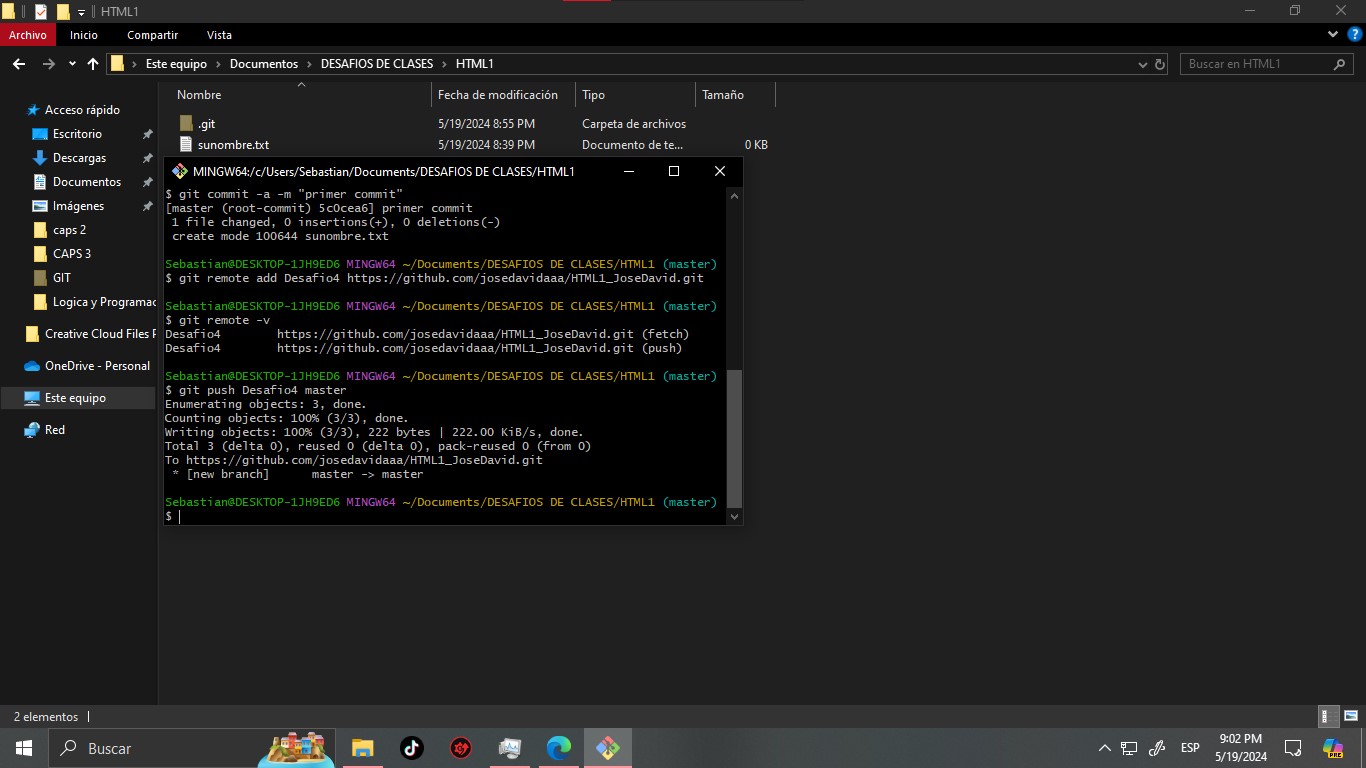 HTML1
Archivo Inicio Compartir Vista
Este equipo › Documentos › DESAFIOS DE CLASES › HTML1
Buscar en HTML1
Nombre Fecha de modificación Tipo Tamaño
.git 5/19/2024 8:55 PM Carpeta de archivos
sunombre.txt 5/19/2024 8:39 PM Documento de te... 0 KB
Acceso rápido
Escritorio
Descargas
Documentos
Imágenes
caps 2
CAPS 3
GIT
Logica y Programac
Creative Cloud Files F
OneDrive - Personal
Este equipo
Red
MINGW64:/c/Users/Sebastian/Documents/DESAFIOS DE CLASES/HTML1
$ git commit -a -m "primer commit"
[master (root-commit) 5c0cea6] primer commit
1 file changed, 0 insertions(+), 0 deletions(-)
create mode 100644 sunombre.txt
Sebastian@DESKTOP-1JH9ED6 MINGW64 ~/Documents/DESAFIOS DE CLASES/HTML1 (master)
$ git remote add Desafio4 https://github.com/josedavidaaa/HTML1_JoseDavid.git
Sebastian@DESKTOP-1JH9ED6 MINGW64 ~/Documents/DESAFIOS DE CLASES/HTML1 (master)
$ git remote -v
Desafio4 https://github.com/josedavidaaa/HTML1_JoseDavid.git (fetch)
Desafio4 https://github.com/josedavidaaa/HTML1_JoseDavid.git (push)
Sebastian@DESKTOP-1JH9ED6 MINGW64 ~/Documents/DESAFIOS DE CLASES/HTML1 (master)
$ git push Desafio4 master
Enumerating objects: 3, done.
Counting objects: 100% (3/3), done.
Writing objects: 100% (3/3), 222 bytes | 222.00 KiB/s, done.
Total 3 (delta 0), reused 0 (delta 0), pack-reused 0 (from 0)
To https://github.com/josedavidaaa/HTML1_JoseDavid.git
* [new branch] master -> master
Sebastian@DESKTOP-1JH9ED6 MINGW64 ~/Documents/DESAFIOS DE CLASES/HTML1 (master)
$
2 elementos
Buscar
ESP
9:02 PM
5/19/2024
PRE